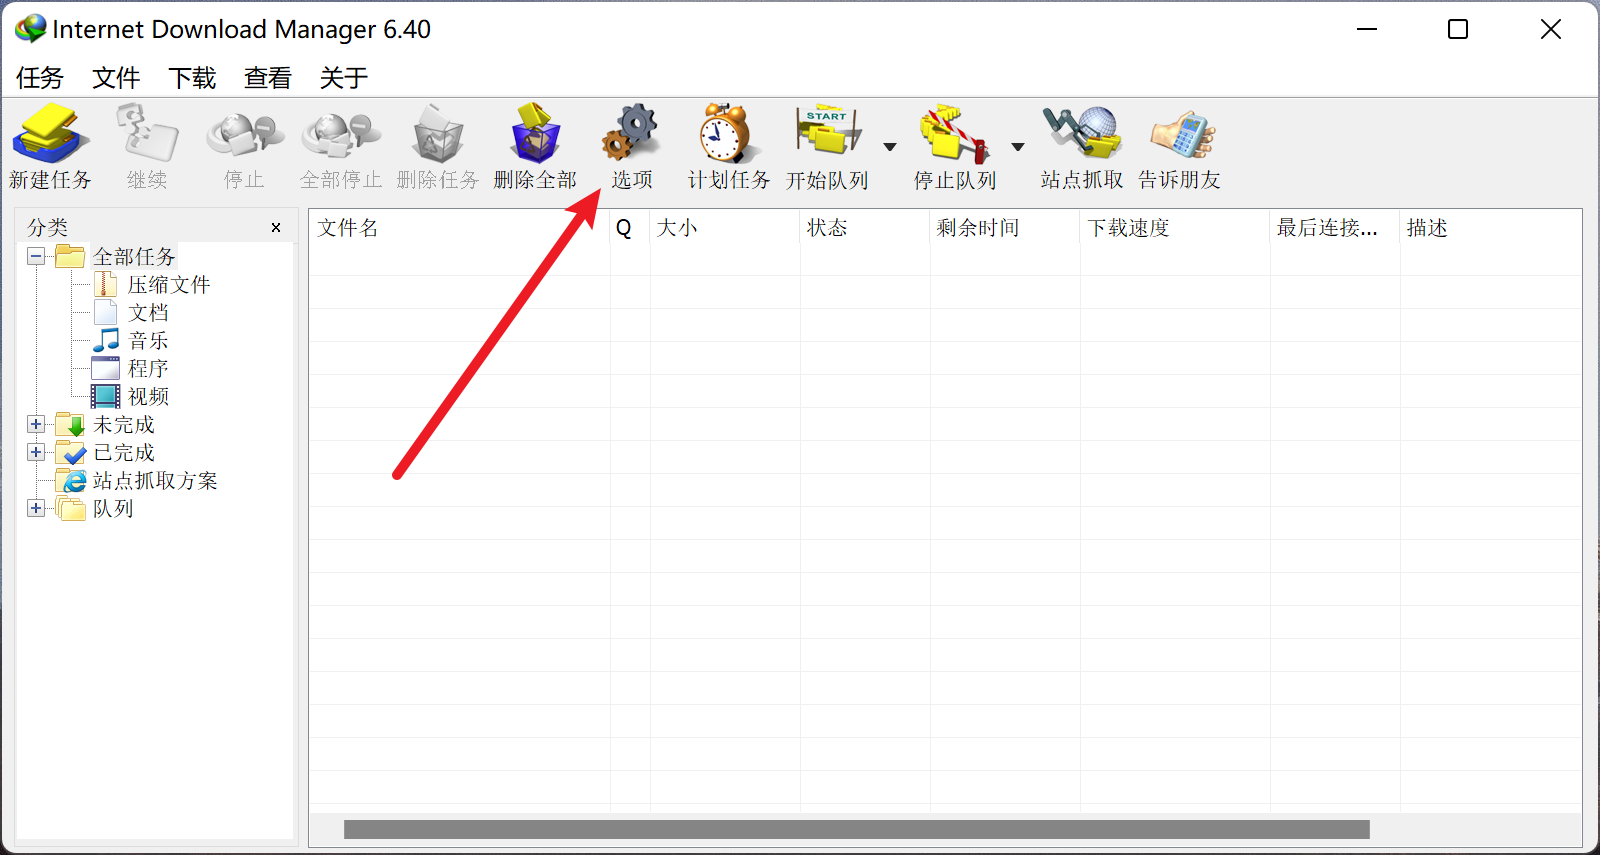 Internet Download Manager 6.40
任务 文件 下载 查看 关于
START
新建任务 继续 停止 全部停止 删除任务 删除全部 选项 计划任务 开始队列 停止队列 站点抓取 告诉朋友
分类 x
文件名 Q 大小 状态 剩余时间 下载速度 最后连接... 描述
全部任务
压缩文件
文档
音乐
程序
视频
未完成
已完成
站点抓取方案
队列